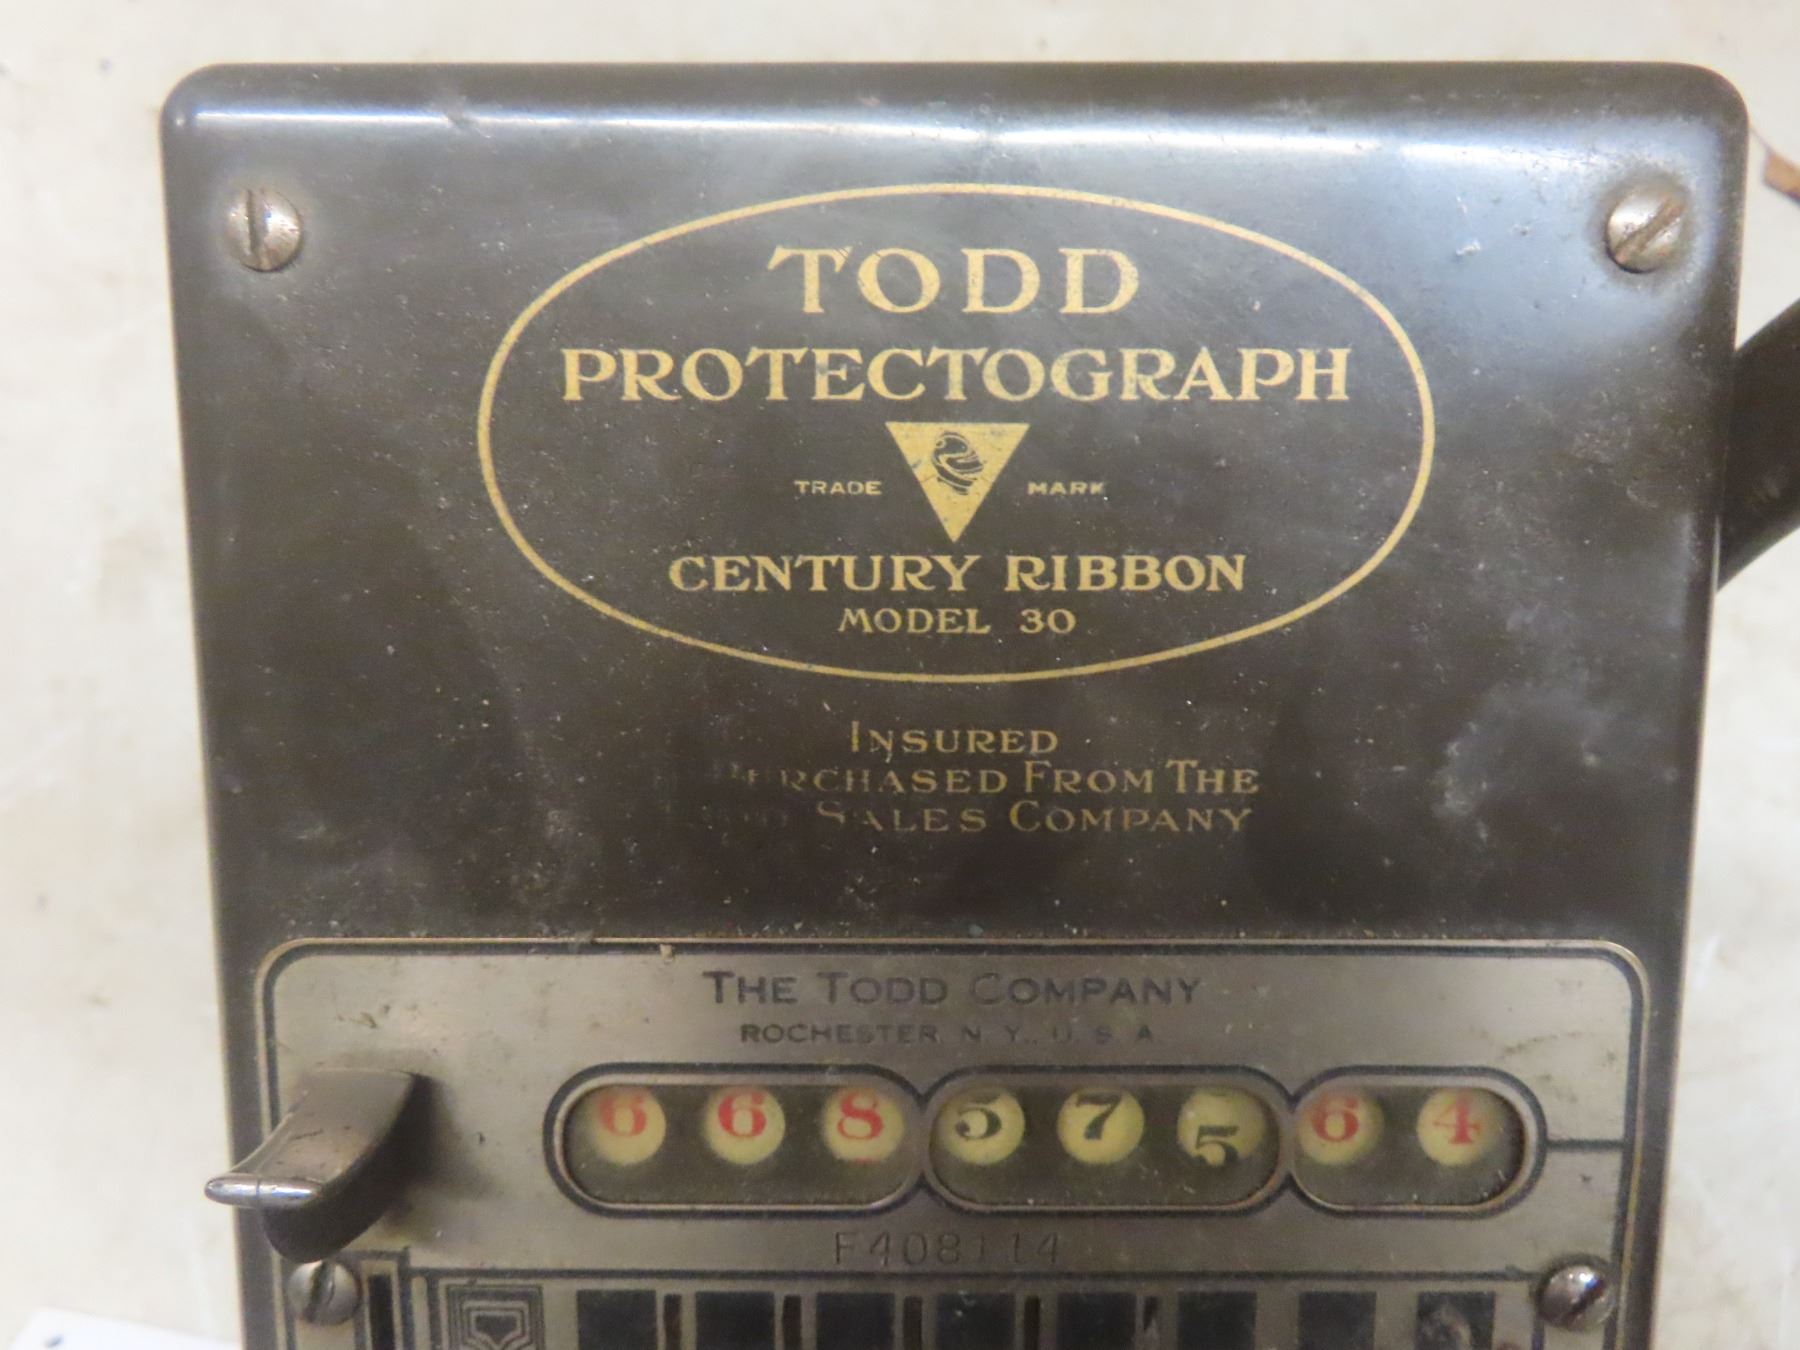 TODD
PROTECTOGRAPH
TRADE MARK
CENTURY RIBBON
MODEL 30
INSURED
FROM THE
SALES COMPANY
THE TODD COMPANY
ROCHESTER, N.Y., U.S.A.
6 6 8 5 7 5 6 4
F408114